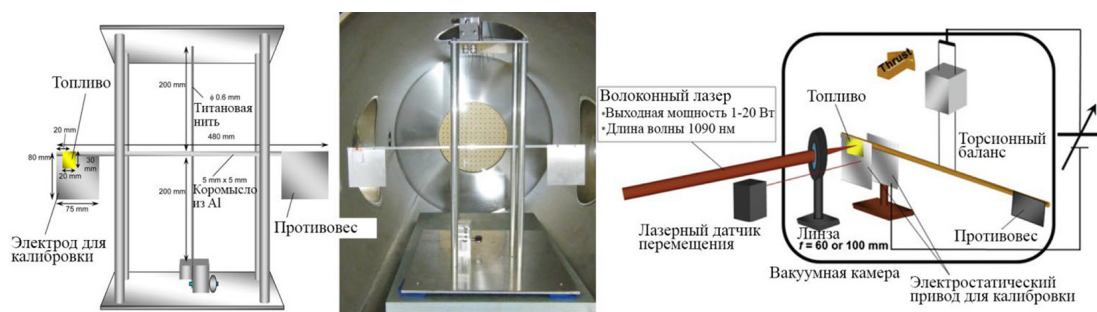 Топливо
20 mm
80 mm
30
mm
20 mm
75 mm
200 mm
ϕ 0.6 mm
Титановая
нить
480 mm
200 mm
5 mm x 5 mm
Коромысло
из Al
Электрод для
калибровки
Противовес
Волоконный лазер
•Выходная мощность 1-20 Вт
•Длина волны 1090 нм
Thrust
Топливо
Торсионный
баланс
Лазерный датчик
перемещения
Линза
f = 60 or 100 mm
Вакуумная камера
Противовес
Электростатический
привод для калибровки